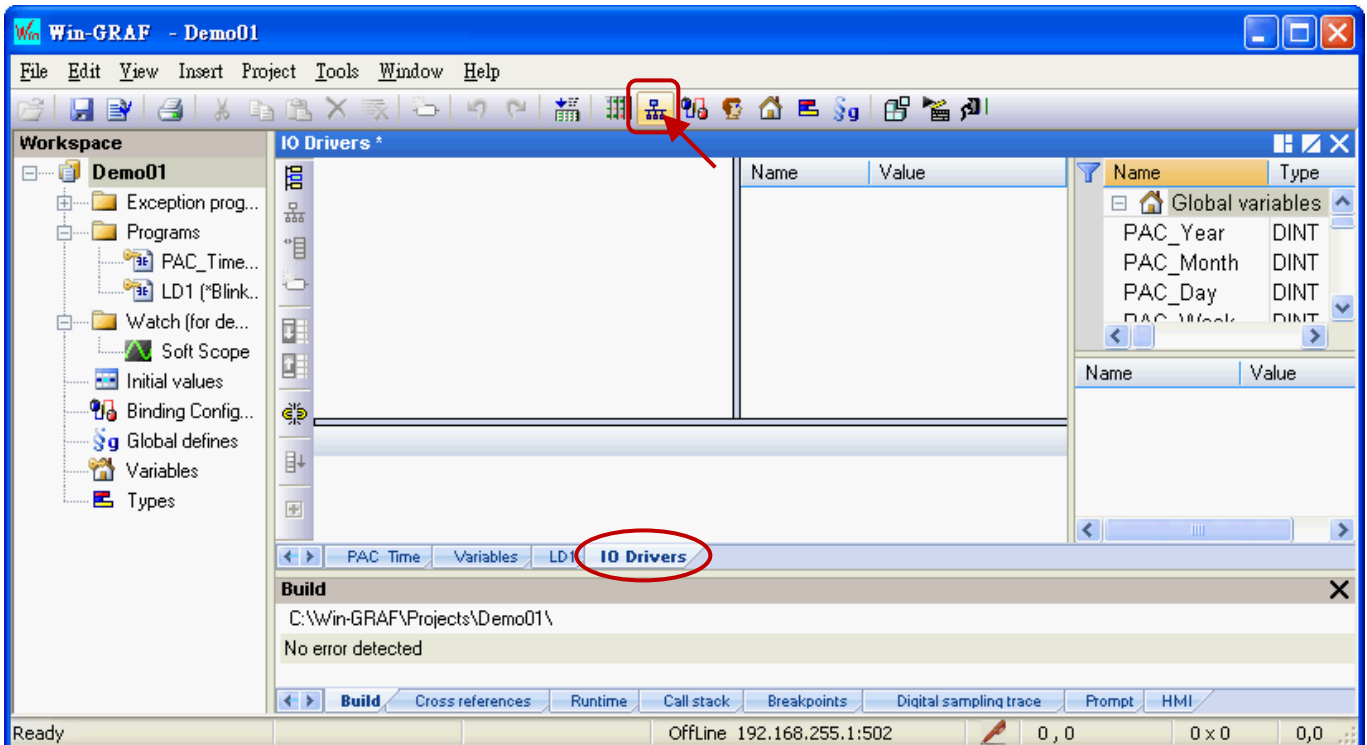 Win-GRAF - Demo01
File Edit View Insert Project Tools Window Help
Workspace
Demo01
Exception prog...
Programs
PAC_Time...
LD1 (*Blink..
Watch (for de...
Soft Scope
Initial values
Binding Config...
Global defines
Variables
Types
IO Drivers *
Name Value
Name Type
Global variables
PAC_Year DINT
PAC_Month DINT
PAC_Day DINT
PAC_Week DINT
Name Value
PAC_Time Variables LD1 IO Drivers
Build
C:\Win-GRAF\Projects\Demo01\
No error detected
Build Cross references Runtime Call stack Breakpoints Digital sampling trace Prompt HMI
Ready OffLine 192.168.255.1:502 0 , 0 0 x 0 0,0